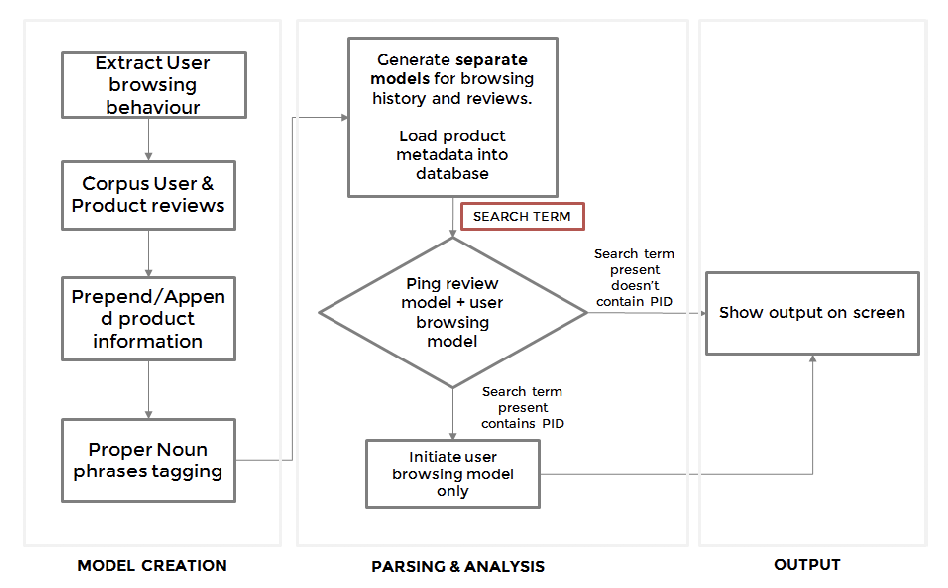 Extract User
browsing
behaviour
Corpus User &
Product reviews
Prepend/Appen
d product
information
Proper Noun
phrases tagging
MODEL CREATION
Generate separate
models for browsing
history and reviews.
Load product
metadata into
database
SEARCH TERM
Ping review
model + user
browsing
model
Search term
present
doesn't
contain PID
Search term
present
contains PID
Initiate user
browsing model
only
PARSING & ANALYSIS
Show output on screen
OUTPUT